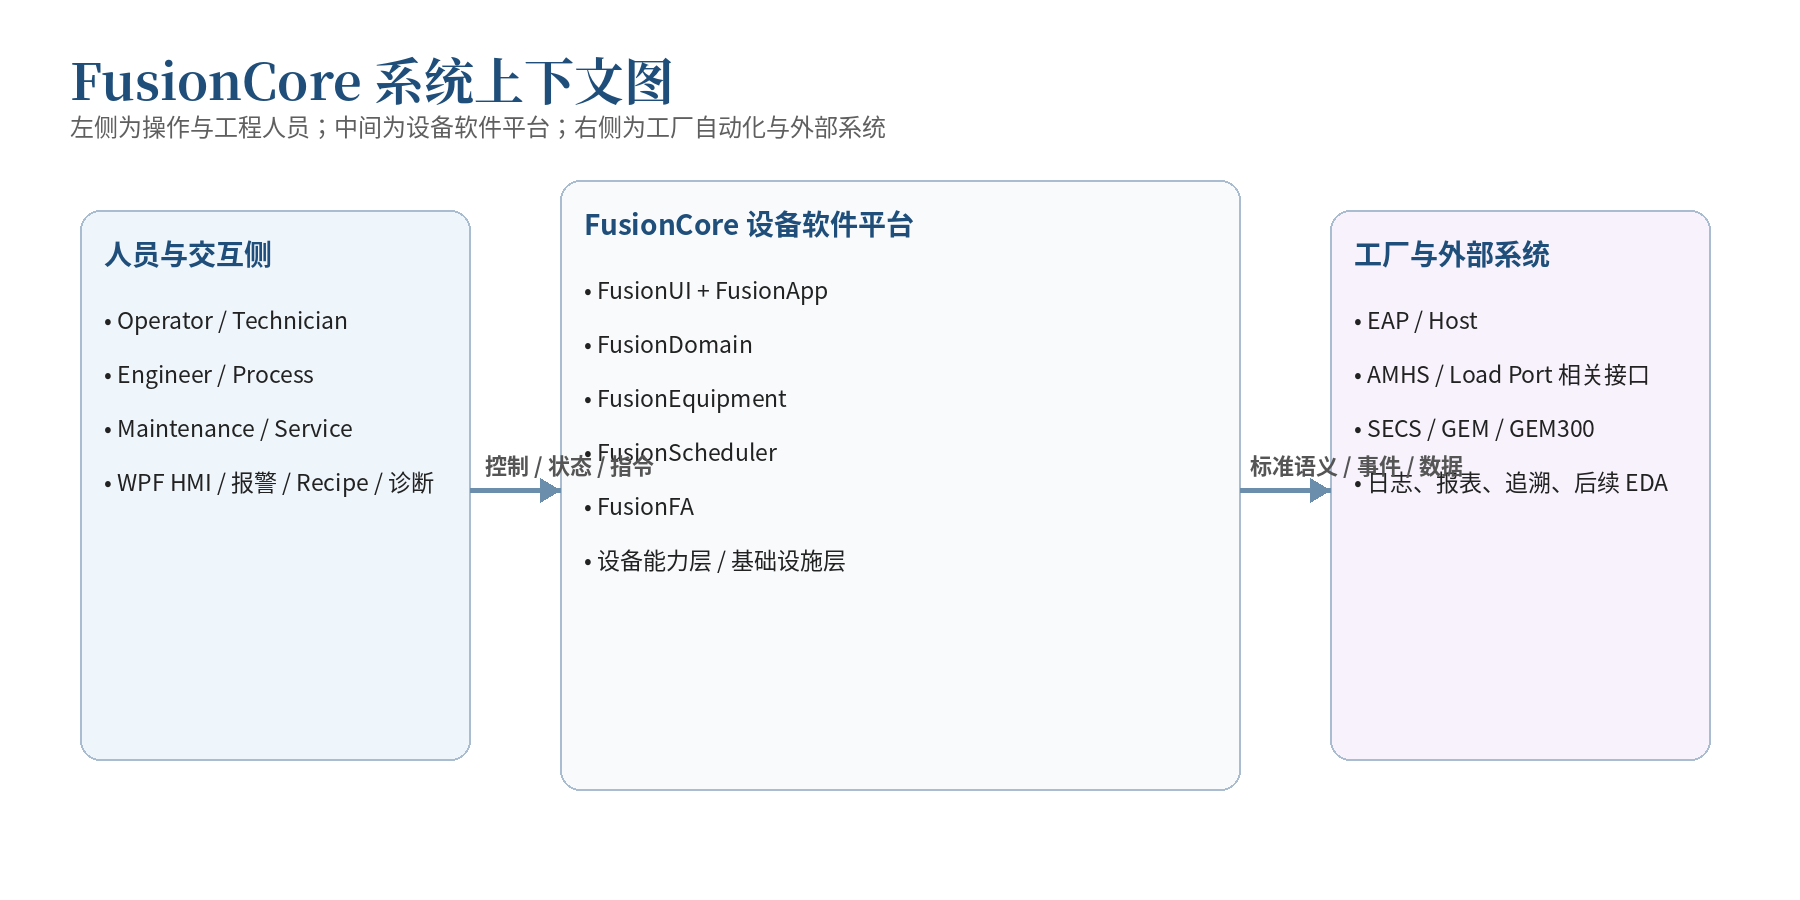 FusionCore 系统上下文图
左侧为操作与工程人员；中间为设备软件平台；右侧为工厂自动化与外部系统
人员与交互侧
• Operator / Technician
• Engineer / Process
• Maintenance / Service
• WPF HMI / 报警 / Recipe / 诊断
控制 / 状态 / 指令
FusionCore 设备软件平台
• FusionUI + FusionApp
• FusionDomain
• FusionEquipment
• FusionScheduler
• FusionFA
• 设备能力层 / 基础设施层
标准语义 / 事件 / 数据
工厂与外部系统
• EAP / Host
• AMHS / Load Port 相关接口
• SECS / GEM / GEM300
• 日志、报表、追溯、后续 EDA